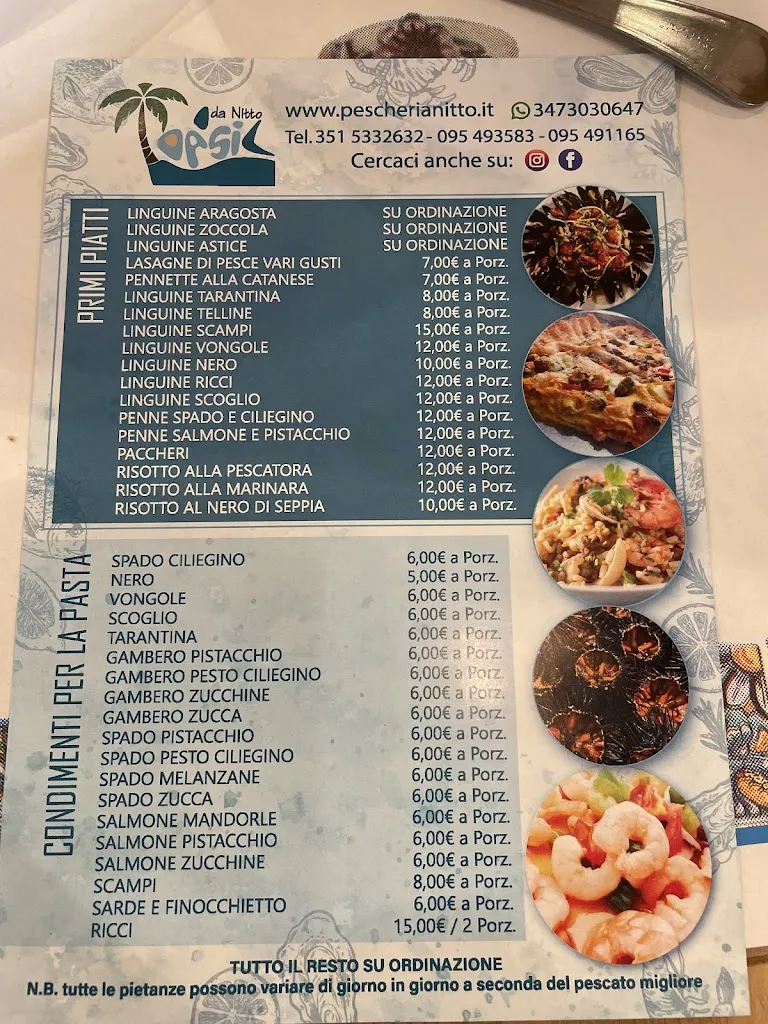 da Nitto
OPSIL
www.pescherianitto.it 3473030647
Tel. 351 5332632 - 095 493583 - 095 491165
Cercaci anche su:
PRIMI PIATTI
LINGUINE ARAGOSTA SU ORDINAZIONE
LINGUINE ZOCCOLA SU ORDINAZIONE
LINGUINE ASTICE SU ORDINAZIONE
LASAGNE DI PESCE VARI GUSTI 7,00€ a Porz.
PENNETTE ALLA CATANESE 7,00€ a Porz.
LINGUINE TARANTINA 8,00€ a Porz.
LINGUINE TELLINE 8,00€ a Porz.
LINGUINE SCAMPI 15,00€ a Porz.
LINGUINE VONGOLE 12,00€ a Porz.
LINGUINE NERO 10,00€ a Porz.
LINGUINE RICCI 12,00€ a Porz.
LINGUINE SCOGLIO 12,00€ a Porz.
PENNE SPADO E CILIEGINO 12,00€ a Porz.
PENNE SALMONE E PISTACCHIO 12,00€ a Porz.
PACCHERI 12,00€ a Porz.
RISOTTO ALLA PESCATORA 12,00€ a Porz.
RISOTTO ALLA MARINARA 12,00€ a Porz.
RISOTTO AL NERO DI SEPPIA 10,00€ a Porz.
CONDIMENTI PER LA PASTA
SPADO CILIEGINO 6,00€ a Porz.
NERO 5,00€ a Porz.
VONGOLE 6,00€ a Porz.
SCOGLIO 6,00€ a Porz.
TARANTINA 6,00€ a Porz.
GAMBERO PISTACCHIO 6,00€ a Porz.
GAMBERO PESTO CILIEGINO 6,00€ a Porz.
GAMBERO ZUCCHINE 6,00€ a Porz.
GAMBERO ZUCCA 6,00€ a Porz.
SPADO PISTACCHIO 6,00€ a Porz.
SPADO PESTO CILIEGINO 6,00€ a Porz.
SPADO MELANZANE 6,00€ a Porz.
SPADO ZUCCA 6,00€ a Porz.
SALMONE MANDORLE 6,00€ a Porz.
SALMONE PISTACCHIO 6,00€ a Porz.
SALMONE ZUCCHINE 6,00€ a Porz.
SCAMPI 8,00€ a Porz.
SARDE E FINOCCHIETTO 6,00€ a Porz.
RICCI 15,00€ / 2 Porz.
TUTTO IL RESTO SU ORDINAZIONE
N.B. tutte le pietanze possono variare di giorno in giorno a seconda del pescato migliore